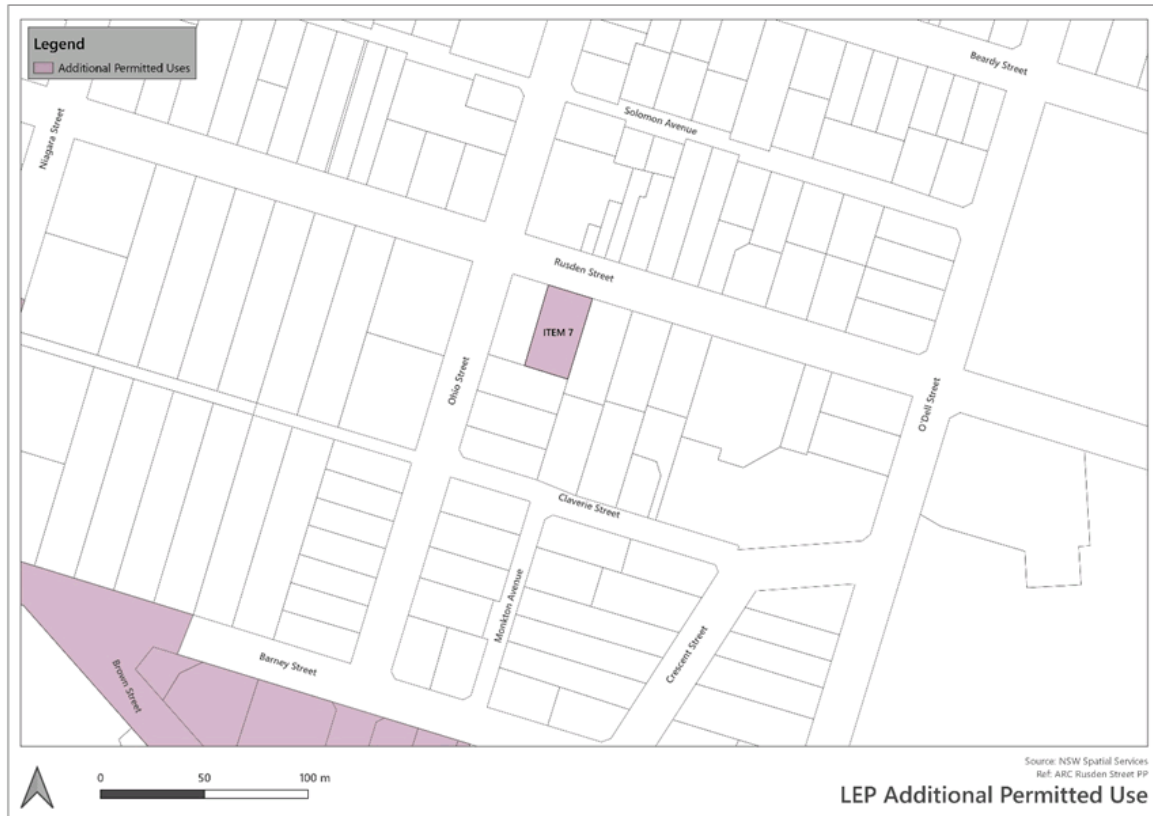 Legend
Additional Permitted Uses
Beardy Street
Solomon Avenue
Niagara Street
Rusden Street
ITEM 7
Ohio Street
O'Dell Street
Claverie Street
Monkton Avenue
Crescent Street
Barney Street
Brown Street
0 50 100 m
Source: NSW Spatial Services
Ref: ARC Rusden Street PP
LEP Additional Permitted Use